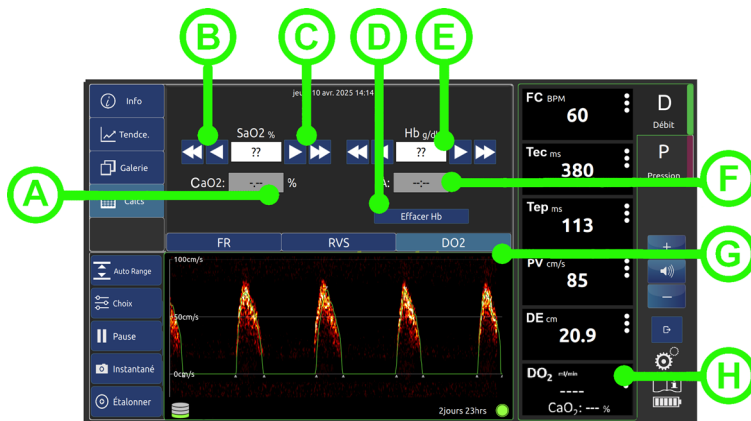 B
C
D
E
jeu. 10 avr. 2025 14:14
Info
Tendce.
Galerie
Calcs
SaO2 %
??
Hb g/dl
??
CaO2:
-.--
%
A:
--:--
Effacer Hb
A
F
FR
RVS
DO2
G
Auto Range
Choix
Pause
Instantané
Étalonner
100cm/s
50cm/s
0cm/s
2jours 23hrs
FC BPM
60
Tec ms
380
Tep ms
113
PV cm/s
85
DE cm
20.9
DO₂ ml/min
----
CaO₂: --- %
H
D
Débit
P
Pression
+
−
i